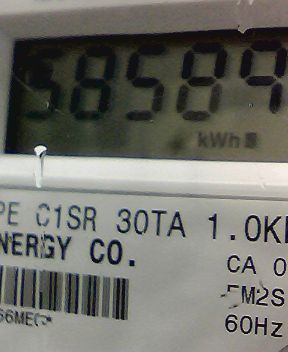 58589
kWh
PE C1SR 30TA 1.0K
NERGY CO.
CA 0
FM2S
60Hz